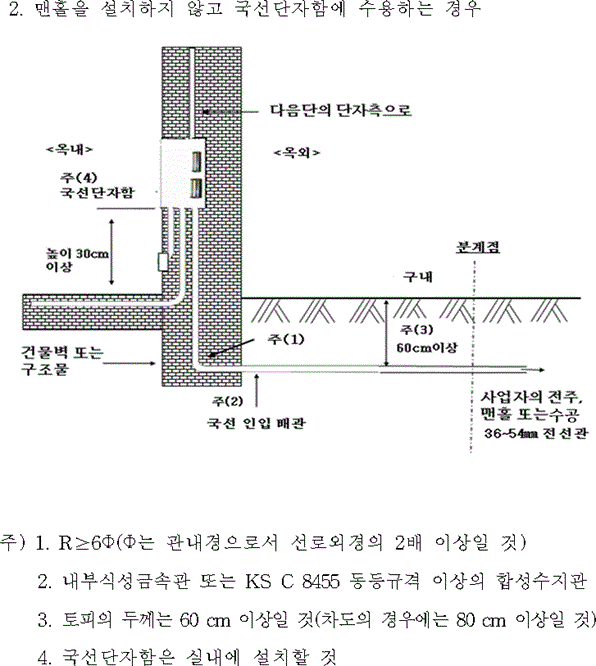 2. 맨홀을 설치하지 않고 국선단자함에 수용하는 경우
다음단의 단자측으로
<옥내>
<옥외>
주(4)
국선단자함
높이 30cm
이상
분계점
구내
주(1)
주(3)
60cm이상
건물벽 또는
구조물
주(2)
국선 인입 배관
사업자의 전주,
맨홀 또는수공
36~54㎜ 전선관
주) 1. R≥6Φ(Φ는 관내경으로서 선로외경의 2배 이상일 것)
2. 내부식성금속관 또는 KS C 8455 동등규격 이상의 합성수지관
3. 토피의 두께는 60 cm 이상일 것(차도의 경우에는 80 cm 이상일 것)
4. 국선단자함은 실내에 설치할 것